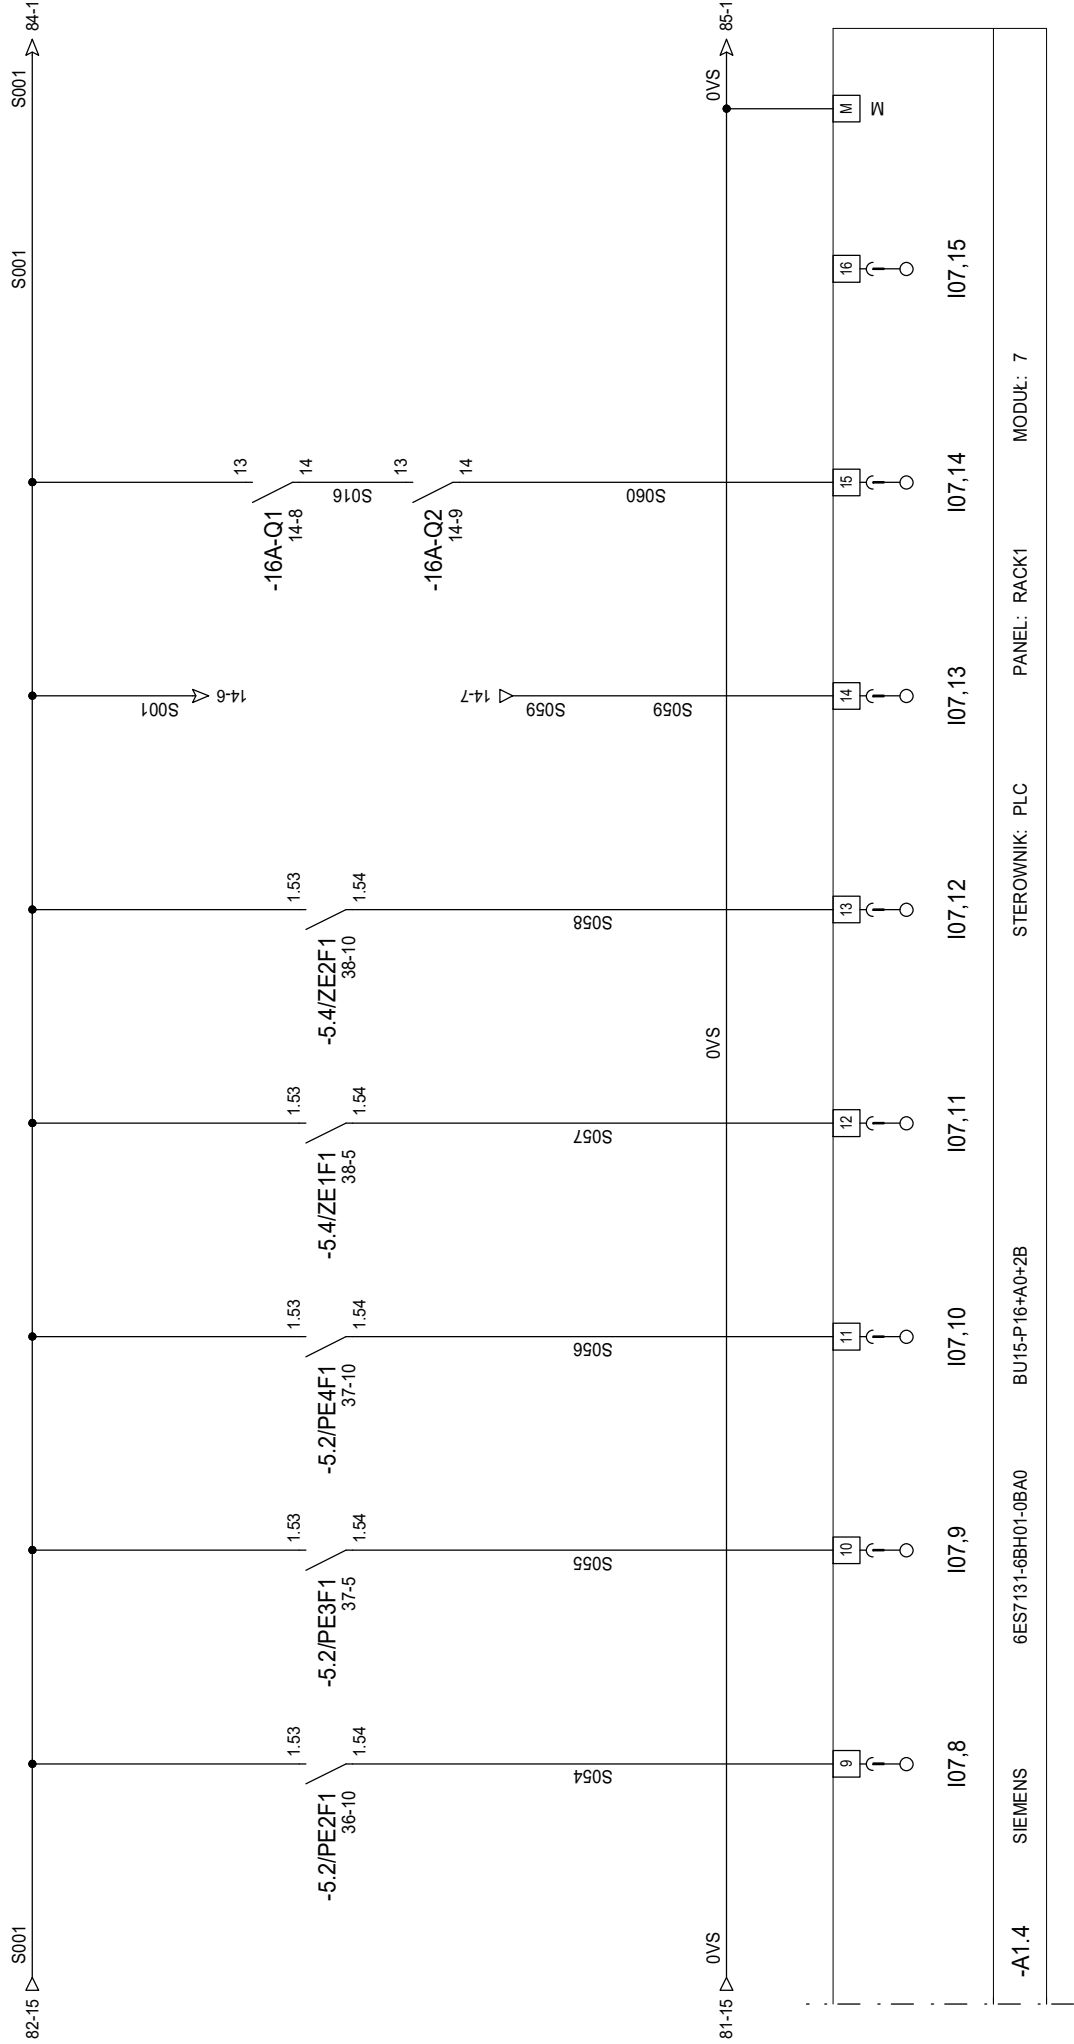 82-15
S001
S001
S001
84-1
-5.2/PE2F1
36-10
1.53
1.54
S054
-5.2/PE3F1
37-5
1.53
1.54
S055
-5.2/PE4F1
37-10
1.53
1.54
S056
-5.4/ZE1F1
38-5
1.53
1.54
S057
-5.4/ZE2F1
38-10
1.53
1.54
S058
S001
14-6
14-7
S059
S059
-16A-Q1
14-8
13
14
S016
-16A-Q2
14-9
13
14
S060
81-15
0VS
0VS
0VS
85-1
9
10
11
12
13
14
15
16
M
M
I07,8
I07,9
I07,10
I07,11
I07,12
I07,13
I07,14
I07,15
-A1.4
SIEMENS
6ES7131-6BH01-0BA0
BU15-P16+A0+2B
STEROWNIK: PLC
PANEL: RACK1
MODUŁ: 7